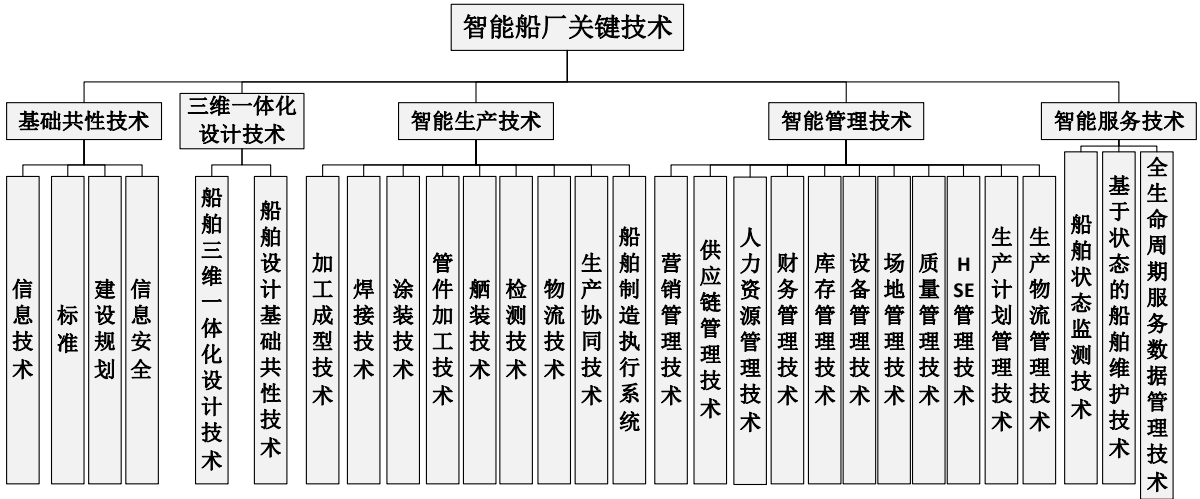 智能船厂关键技术
基础共性技术
三维一体化
设计技术
智能生产技术
智能管理技术
智能服务技术
信息技术
标准
建设规划
信息安全
船舶三维一体化设计技术
船舶设计基础共性技术
加工成型技术
焊接技术
涂装技术
管件加工技术
舾装技术
检测技术
物流技术
生产协同技术
船舶制造执行系统
营销管理技术
供应链管理技术
人力资源管理技术
财务管理技术
库存管理技术
设备管理技术
场地管理技术
质量管理技术
HSE管理技术
生产计划管理技术
生产物流管理技术
船舶状态监测技术
基于状态的船舶维护技术
全生命周期服务数据管理技术